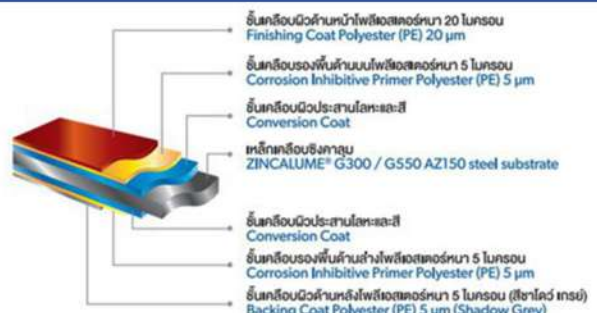 ชั้นเคลือบผิวด้านหน้าโพลีเอสเตอร์หนา 20 ไมครอน
Finishing Coat Polyester (PE) 20 µm
ชั้นเคลือบรองพื้นด้านบนโพลีเอสเตอร์หนา 5 ไมครอน
Corrosion Inhibitive Primer Polyester (PE) 5 µm
ชั้นเคลือบผิวประสานโลหะและสี
Conversion Coat
เหล็กเคลือบซิงคาลุม
ZINCALUME® G300 / G550 AZ150 steel substrate
ชั้นเคลือบผิวประสานโลหะและสี
Conversion Coat
ชั้นเคลือบรองพื้นด้านล่างโพลีเอสเตอร์หนา 5 ไมครอน
Corrosion Inhibitive Primer Polyester (PE) 5 µm
ชั้นเคลือบผิวด้านหลังโพลีเอสเตอร์หนา 5 ไมครอน (สีชาโดว์ เกรย์)
Backing Coat Polyester (PE) 5 µm (Shadow Grey)